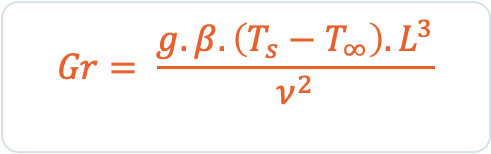 Gr = g.β.(Tₛ − T∞).L³ / ν²